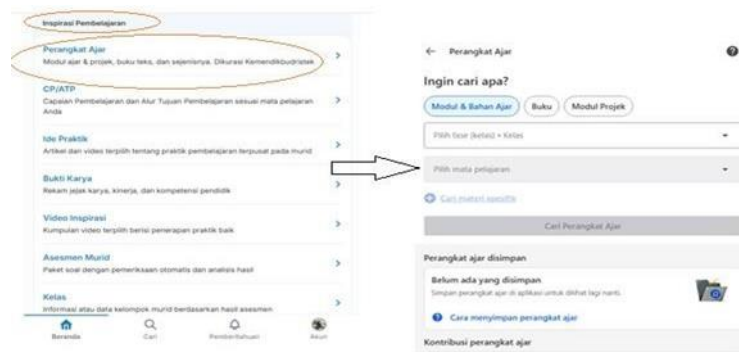 Inspirasi Pembelajaran
Perangkat Ajar
Modul ajar & projek, buku teks, dan sejenisnya. Dikurasi Kemendikbudristek
CP/ATP
Capaian Pembelajaran dan Alur Tujuan Pembelajaran sesuai mata pelajaran
Anda
Ide Praktik
Artikel dan video terpilih tentang praktik pembelajaran terpusat pada murid
Bukti Karya
Rekam jejak karya, kinerja, dan kompetensi pendidik
Video Inspirasi
Kumpulan video terpilih berisi penerapan praktik baik
Asesmen Murid
Paket soal dengan pemeriksaan otomatis dan analisis hasil
Kelas
Informasi atau data kelompok murid berdasarkan hasil asesmen
Beranda
Cari
Pemberitahuan
Akun
Perangkat Ajar
Ingin cari apa?
Modul & Bahan Ajar
Buku
Modul Projek
Pilih fase (kelas) • Kelas
Pilih mata pelajaran
Cari materi spesifik
Cari Perangkat Ajar
Perangkat ajar disimpan
Belum ada yang disimpan
Simpan perangkat ajar di aplikasi untuk dilihat lagi nanti.
Cara menyimpan perangkat ajar
Kontribusi perangkat ajar